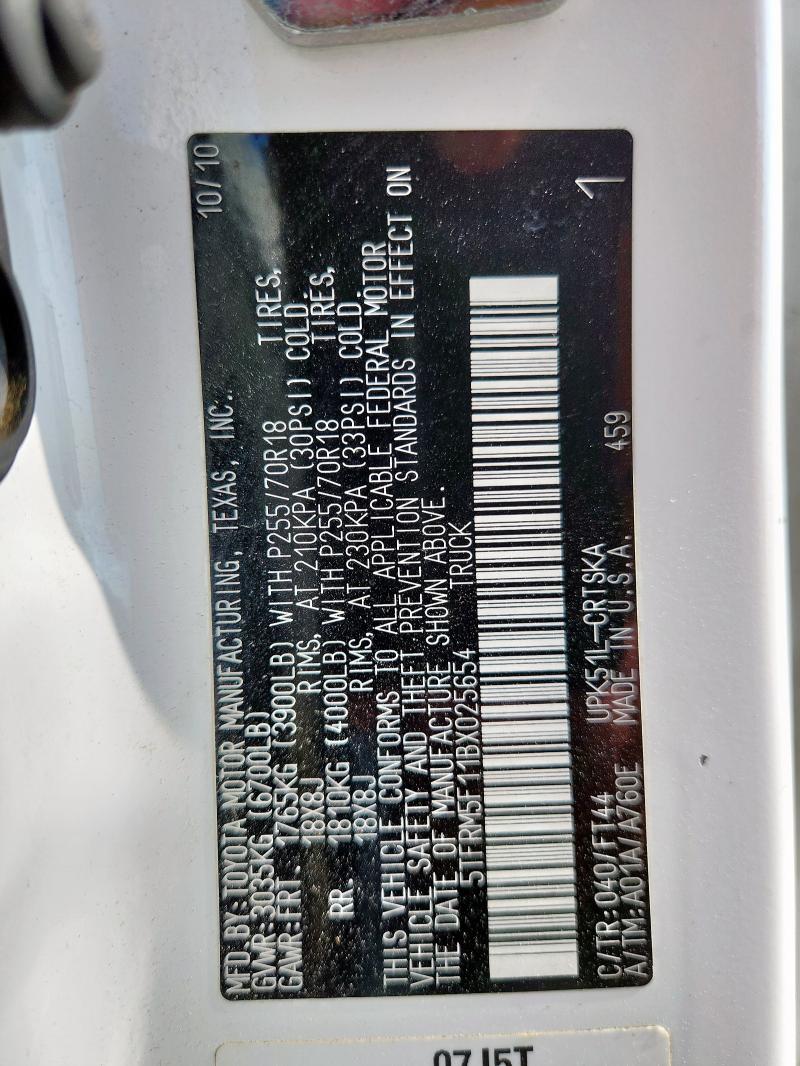 MFD. BY: TOYOTA MOTOR MANUFACTURING, TEXAS, INC. 10/10
GVWR: 3035KG (6700LB)
GAWR: FRT. 1765KG (3900LB) WITH P255/70R18 TIRES,
18X8J RIMS, AT 210KPA (30PSI) COLD.
RR. 1810KG (4000LB) WITH P255/70R18 TIRES,
18X8J RIMS, AT 230KPA (33PSI) COLD.
THIS VEHICLE CONFORMS TO ALL APPLICABLE FEDERAL MOTOR
VEHICLE SAFETY AND THEFT PREVENTION STANDARDS IN EFFECT ON
THE DATE OF MANUFACTURE SHOWN ABOVE.
5TFRM5F11BX025654 TRUCK
C/TR: 040/FT44 UPK51L-CRTSKA 459 1
A/TM: A01A/A760E MADE IN U.S.A.